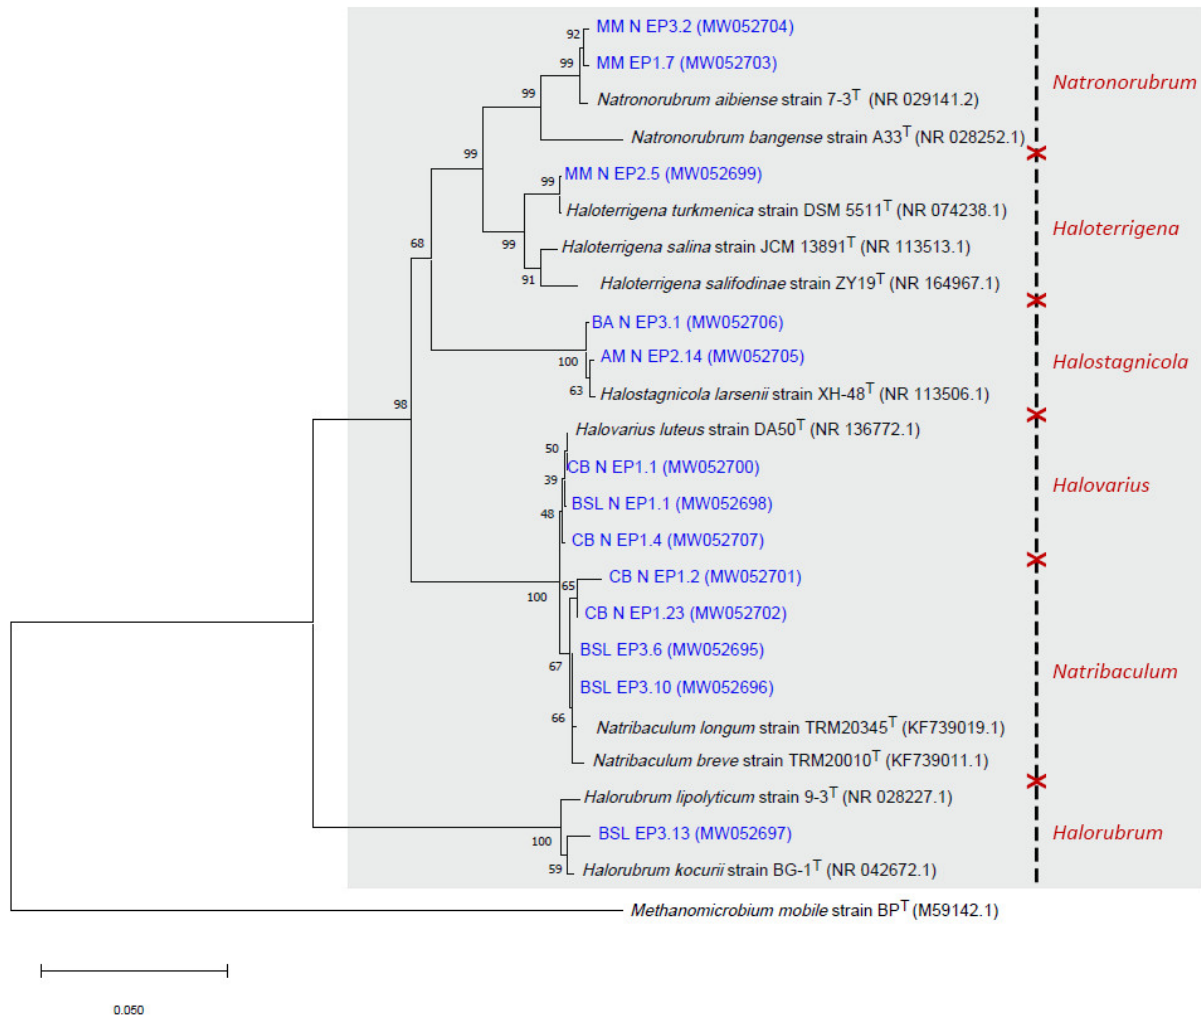 92
MM N EP3.2 (MW052704)
99
MM EP1.7 (MW052703)
Natronorubrum
99
Natronorubrum aibiense strain 7-3T (NR 029141.2)
Natronorubrum bangense strain A33T (NR 028252.1)
99
99
MM N EP2.5 (MW052699)
Haloterrigena turkmenica strain DSM 5511T (NR 074238.1)
Haloterrigena
68
99
Haloterrigena salina strain JCM 13891T (NR 113513.1)
91
Haloterrigena salifodinae strain ZY19T (NR 164967.1)
BA N EP3.1 (MW052706)
100
AM N EP2.14 (MW052705)
Halostagnicola
63
Halostagnicola larsenii strain XH-48T (NR 113506.1)
98
Halovarius luteus strain DA50T (NR 136772.1)
50
CB N EP1.1 (MW052700)
39
Halovarius
BSL N EP1.1 (MW052698)
48
CB N EP1.4 (MW052707)
65
CB N EP1.2 (MW052701)
100
CB N EP1.23 (MW052702)
BSL EP3.6 (MW052695)
67
Natribaculum
BSL EP3.10 (MW052696)
66
Natribaculum longum strain TRM20345T (KF739019.1)
Natribaculum breve strain TRM20010T (KF739011.1)
Halorubrum lipolyticum strain 9-3T (NR 028227.1)
100
BSL EP3.13 (MW052697)
Halorubrum
59
Halorubrum kocurii strain BG-1T (NR 042672.1)
Methanomicrobium mobile strain BPT (M59142.1)
0.050